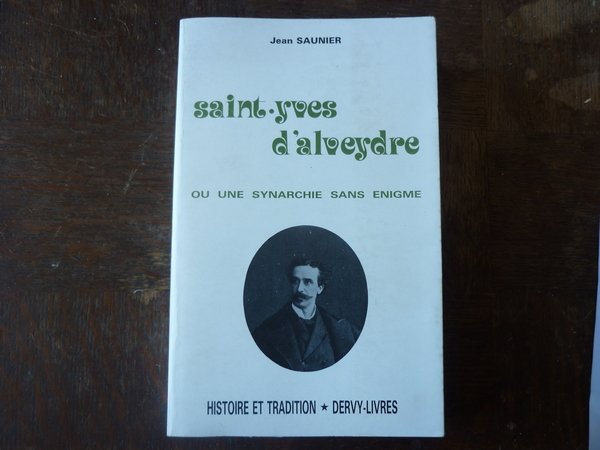 Jean SAUNIER
saint-yves
d'alveydre
OU UNE SYNARCHIE SANS ENIGME
HISTOIRE ET TRADITION ★ DERVY-LIVRES